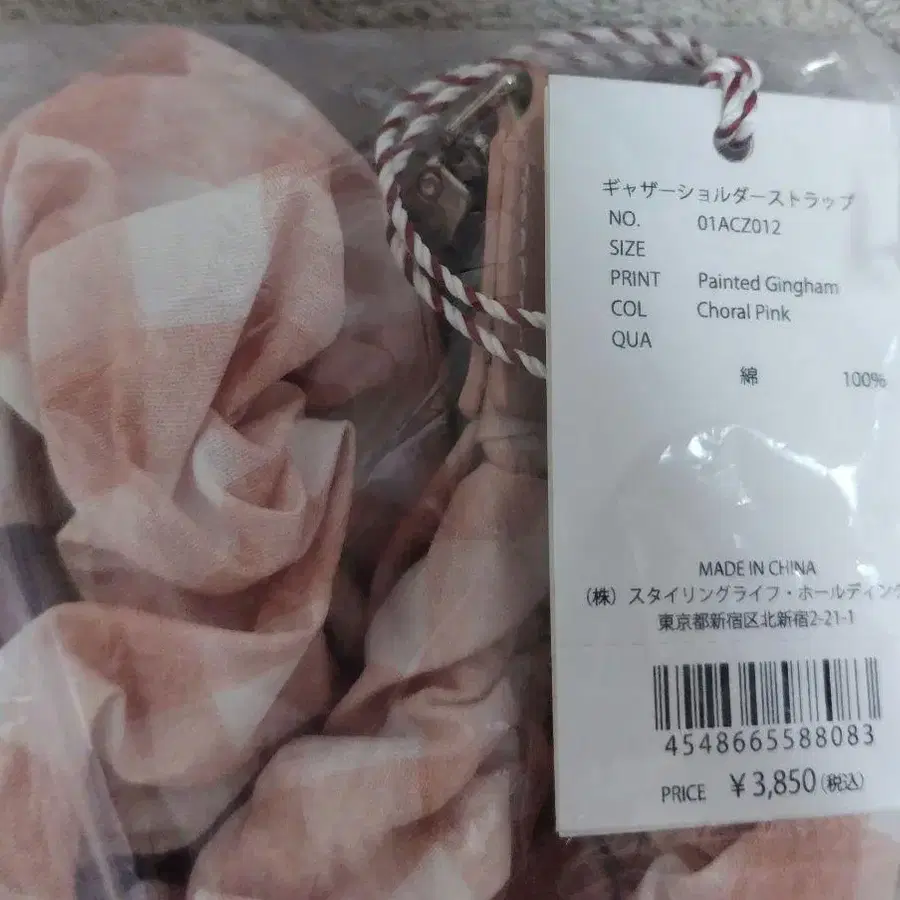 ギャザーショルダーストラップ
NO. 01ACZ012
SIZE
PRINT Painted Gingham
COL Choral Pink
QUA
綿 100%
MADE IN CHINA
（株）スタイリングライフ・ホールディング
東京都新宿区北新宿2-21-1
4548665588083
PRICE ￥3,850(税込)